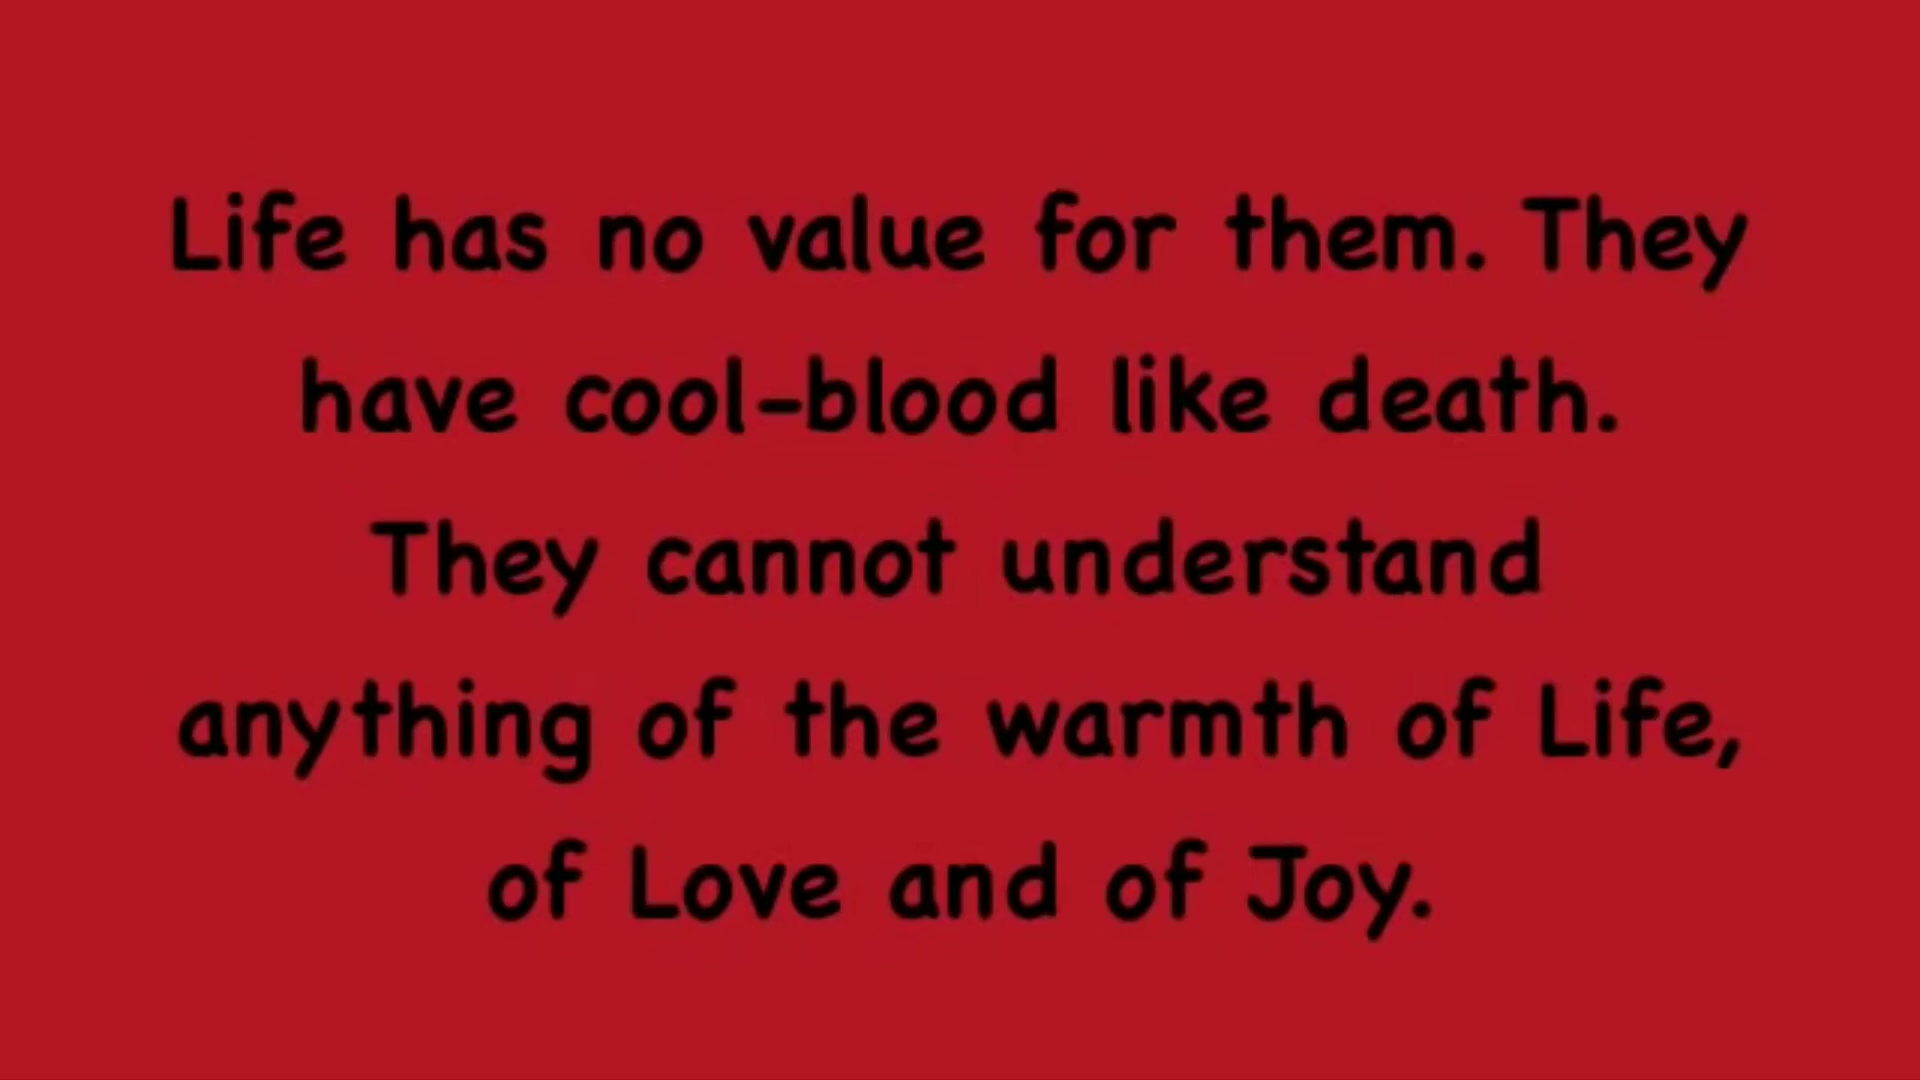 Life has no value for them. They
have cool-blood like death.
They cannot understand
anything of the warmth of Life,
of Love and of Joy.